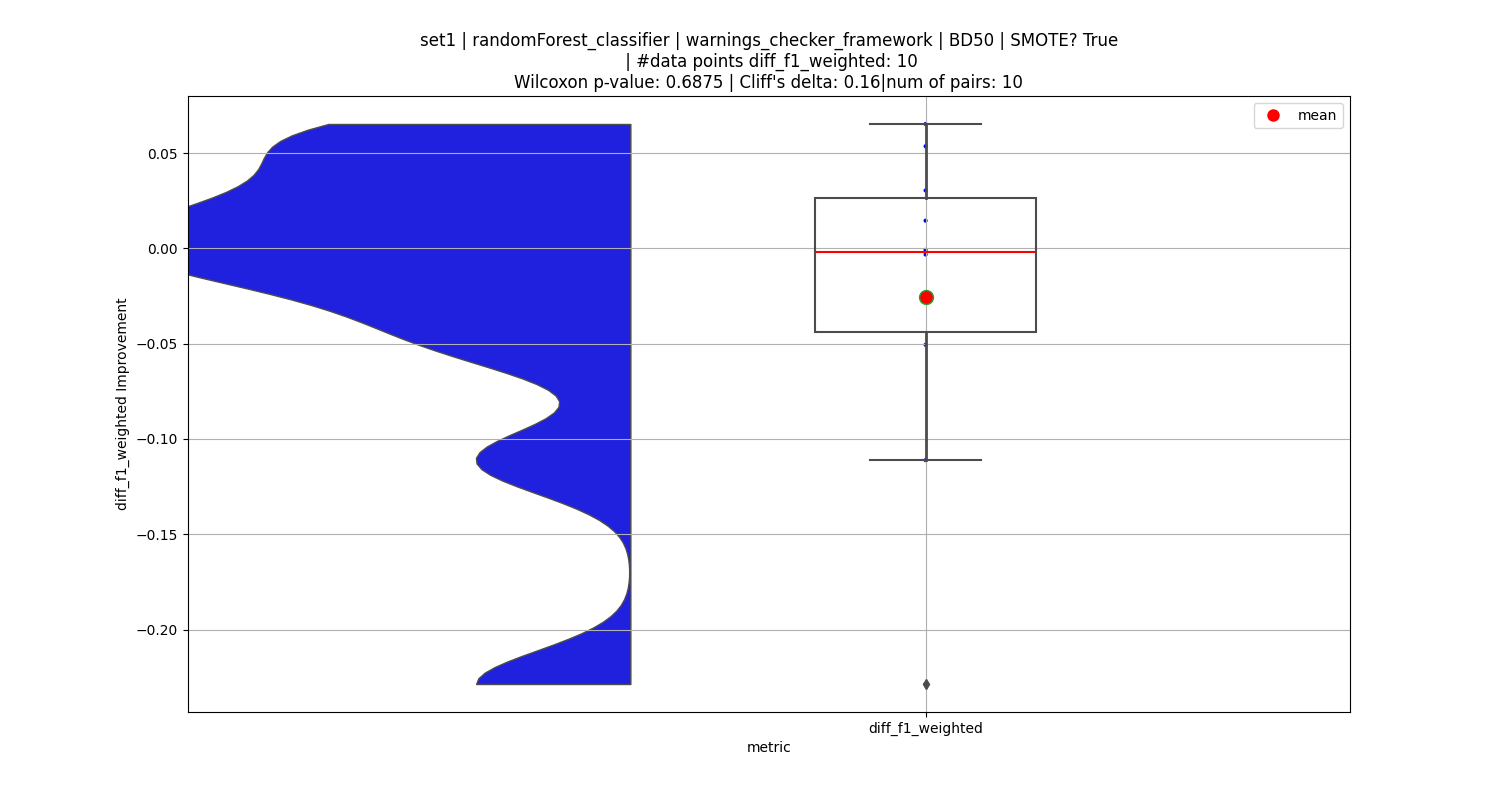 set1 | randomForest_classifier | warnings_checker_framework | BD50 | SMOTE? True
| #data points diff_f1_weighted: 10
Wilcoxon p-value: 0.6875 | Cliff's delta: 0.16|num of pairs: 10
mean
0.05
0.00
−0.05
−0.10
−0.15
−0.20
diff_f1_weighted Improvement
diff_f1_weighted
metric